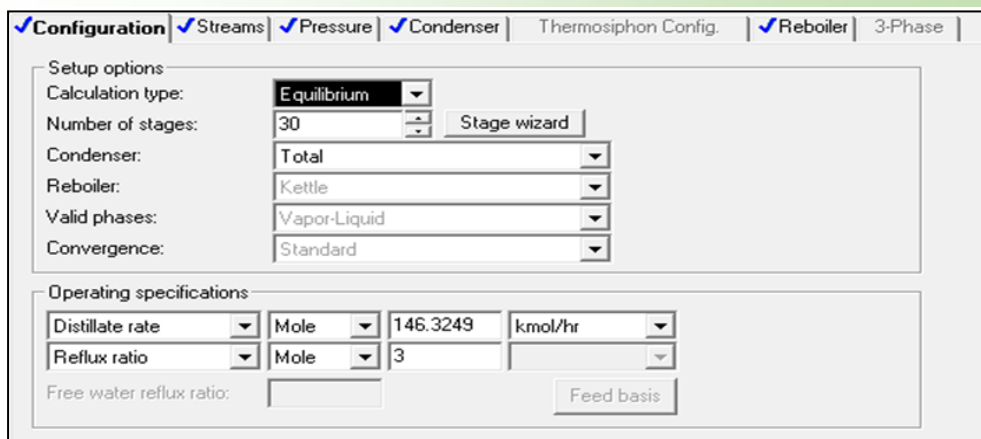 Configuration Streams Pressure Condenser Thermosiphon Config. Reboiler 3-Phase
Setup options
Calculation type: Equilibrium
Number of stages: 30 Stage wizard
Condenser: Total
Reboiler: Kettle
Valid phases: Vapor-Liquid
Convergence: Standard
Operating specifications
Distillate rate Mole 146.3249 kmol/hr
Reflux ratio Mole 3
Free water reflux ratio: Feed basis